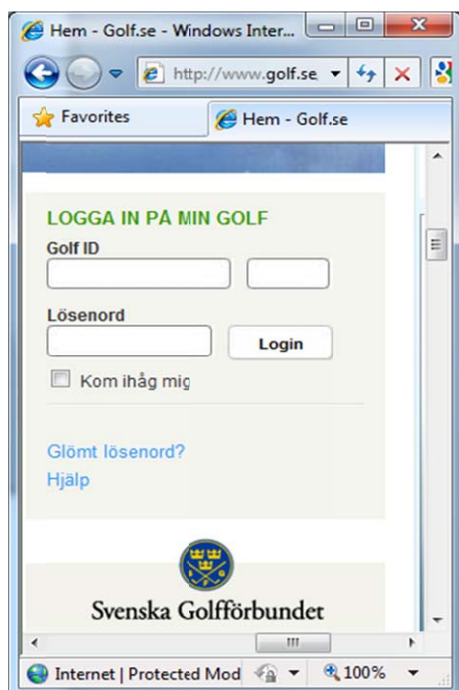 Hem - Golf.se - Windows Inter...
http://www.golf.se
Favorites
Hem - Golf.se
LOGGA IN PÅ MIN GOLF
Golf ID
Lösenord
Login
Kom ihåg mig
Glömt lösenord?
Hjälp
Svenska Golfförbundet
Internet | Protected Mod
100%